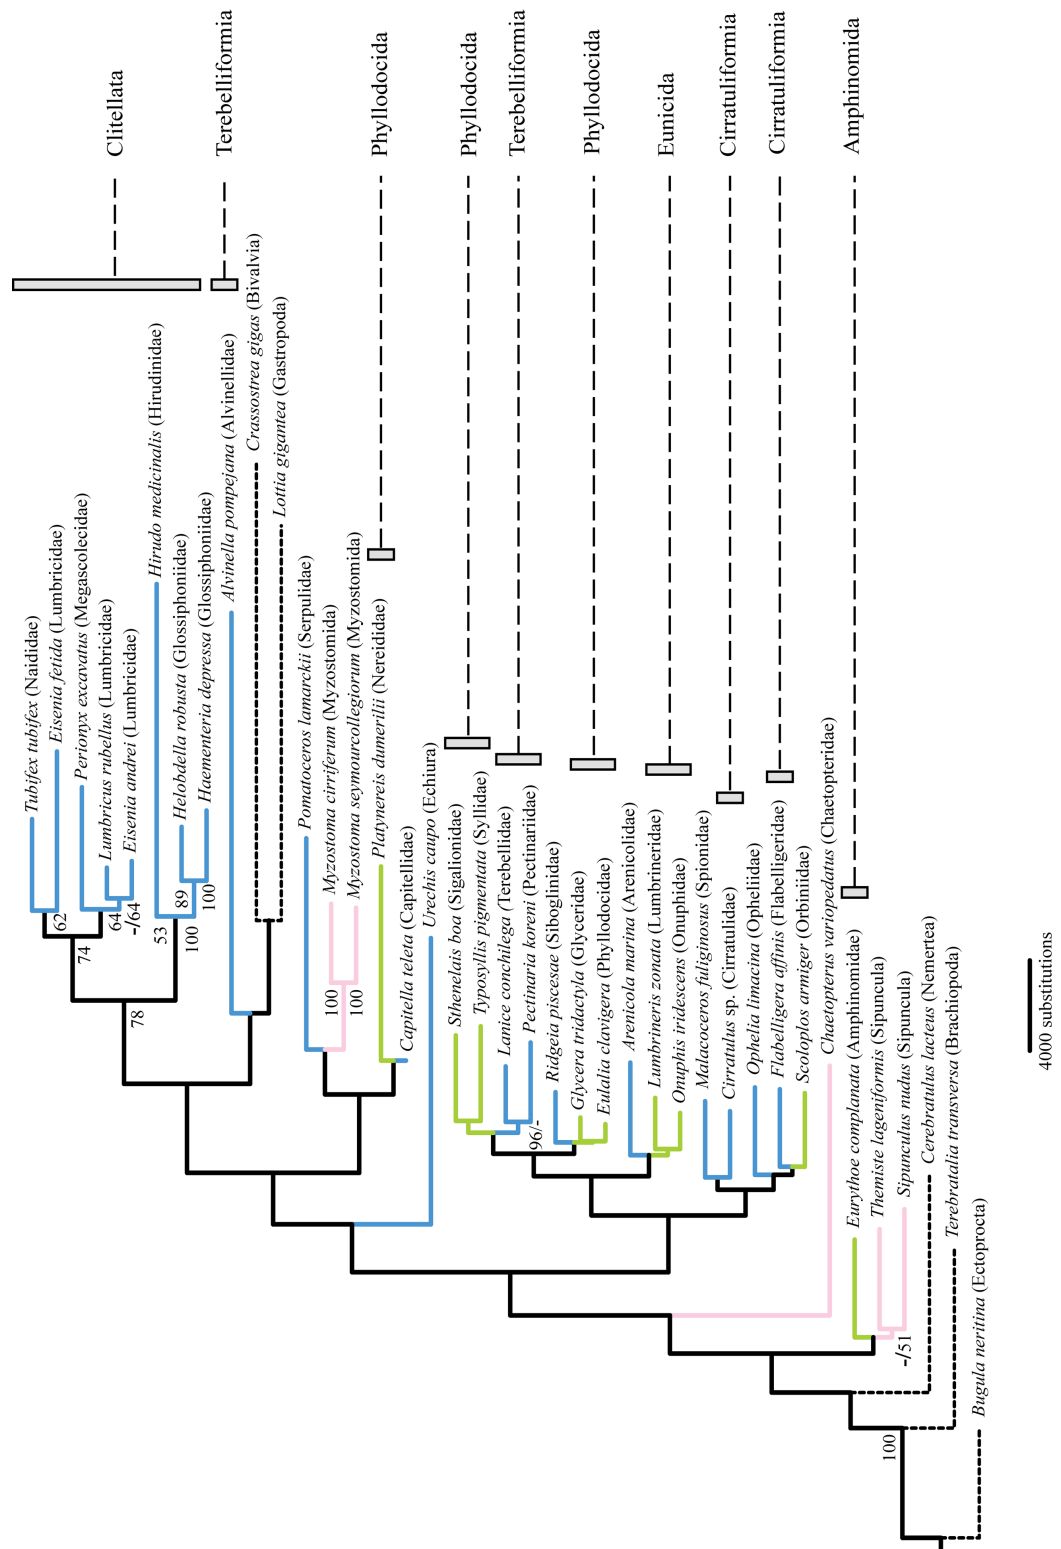 Tubifex tubifex (Naididae)
Eisenia fetida (Lumbricidae)
Perionyx excavatus (Megascolecidae)
Lumbricus rubellus (Lumbricidae)
Eisenia andrei (Lumbricidae)
Hirudo medicinalis (Hirudinidae)
Helobdella robusta (Glossiphoniidae)
Haementeria depressa (Glossiphoniidae)
Alvinella pompejana (Alvinellidae)
Crassostrea gigas (Bivalvia)
Lottia gigantea (Gastropoda)
Pomatoceros lamarckii (Serpulidae)
Myzostoma cirriferum (Myzostomida)
Myzostoma seymourcollegiorum (Myzostomida)
Platynereis dumerilii (Nereididae)
Capitella teleta (Capitellidae)
Urechis caupo (Echiura)
Sthenelais boa (Sigalionidae)
Typosyllis pigmentata (Syllidae)
Lanice conchilega (Terebellidae)
Pectinaria koreni (Pectinariidae)
Ridgeia piscesae (Siboglinidae)
Glycera tridactyla (Glyceridae)
Eulalia clavigera (Phyllodocidae)
Arenicola marina (Arenicolidae)
Lumbrineris zonata (Lumbrineridae)
Onuphis iridescens (Onuphidae)
Malacoceros fuliginosus (Spionidae)
Cirratulus sp. (Cirratulidae)
Ophelia limacina (Opheliidae)
Flabelligera affinis (Flabelligeridae)
Scoloplos armiger (Orbiniidae)
Chaetopterus variopedatus (Chaetopteridae)
Eurythoe complanata (Amphinomidae)
Themiste lageniformis (Sipuncula)
Sipunculus nudus (Sipuncula)
Cerebratulus lacteus (Nemertea)
Terebratalia transversa (Brachiopoda)
Bugula neritina (Ectoprocta)
Clitellata
Terebelliformia
Phyllodocida
Phyllodocida
Terebelliformia
Phyllodocida
Eunicida
Cirratuliformia
Cirratuliformia
Amphinomida
62
74
64
-/64
78
53
89
100
100
100
100
96/-
-/51
100
4000 substitutions